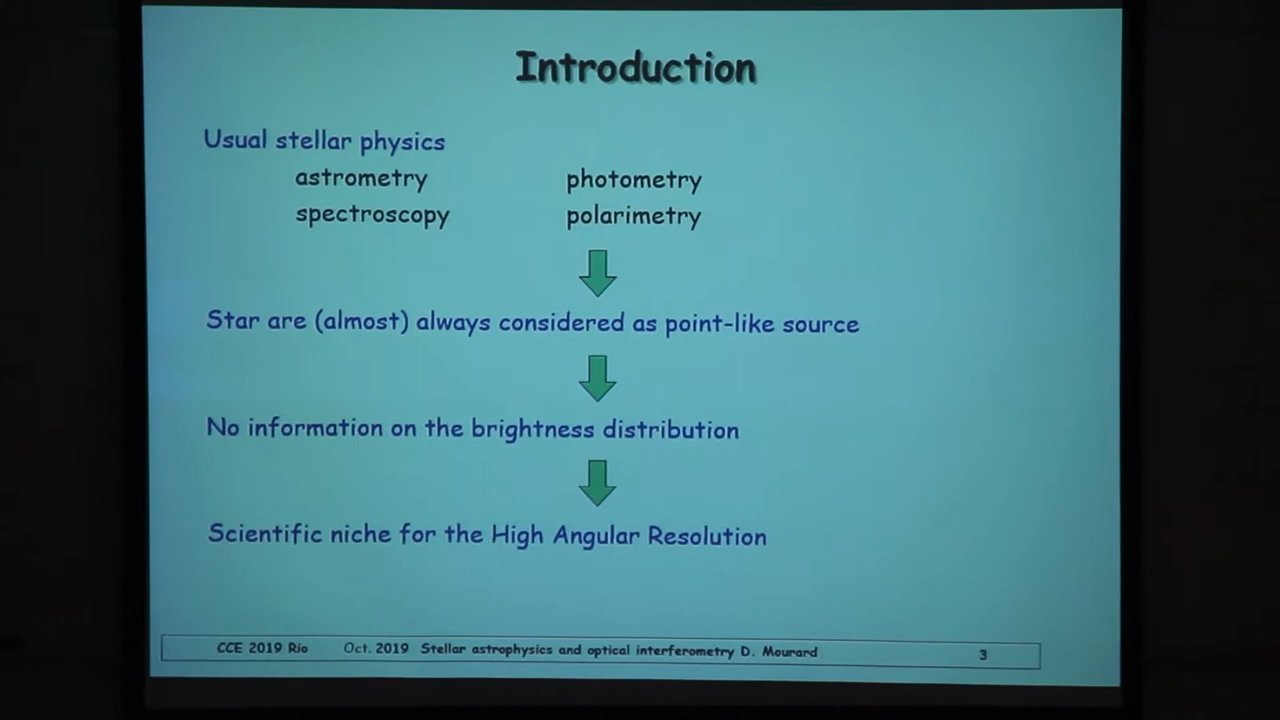 Introduction
Usual stellar physics
astrometry photometry
spectroscopy polarimetry
Star are (almost) always considered as point-like source
No information on the brightness distribution
Scientific niche for the High Angular Resolution
CCE 2019 Rio Oct. 2019 Stellar astrophysics and optical interferometry D. Mourard 3